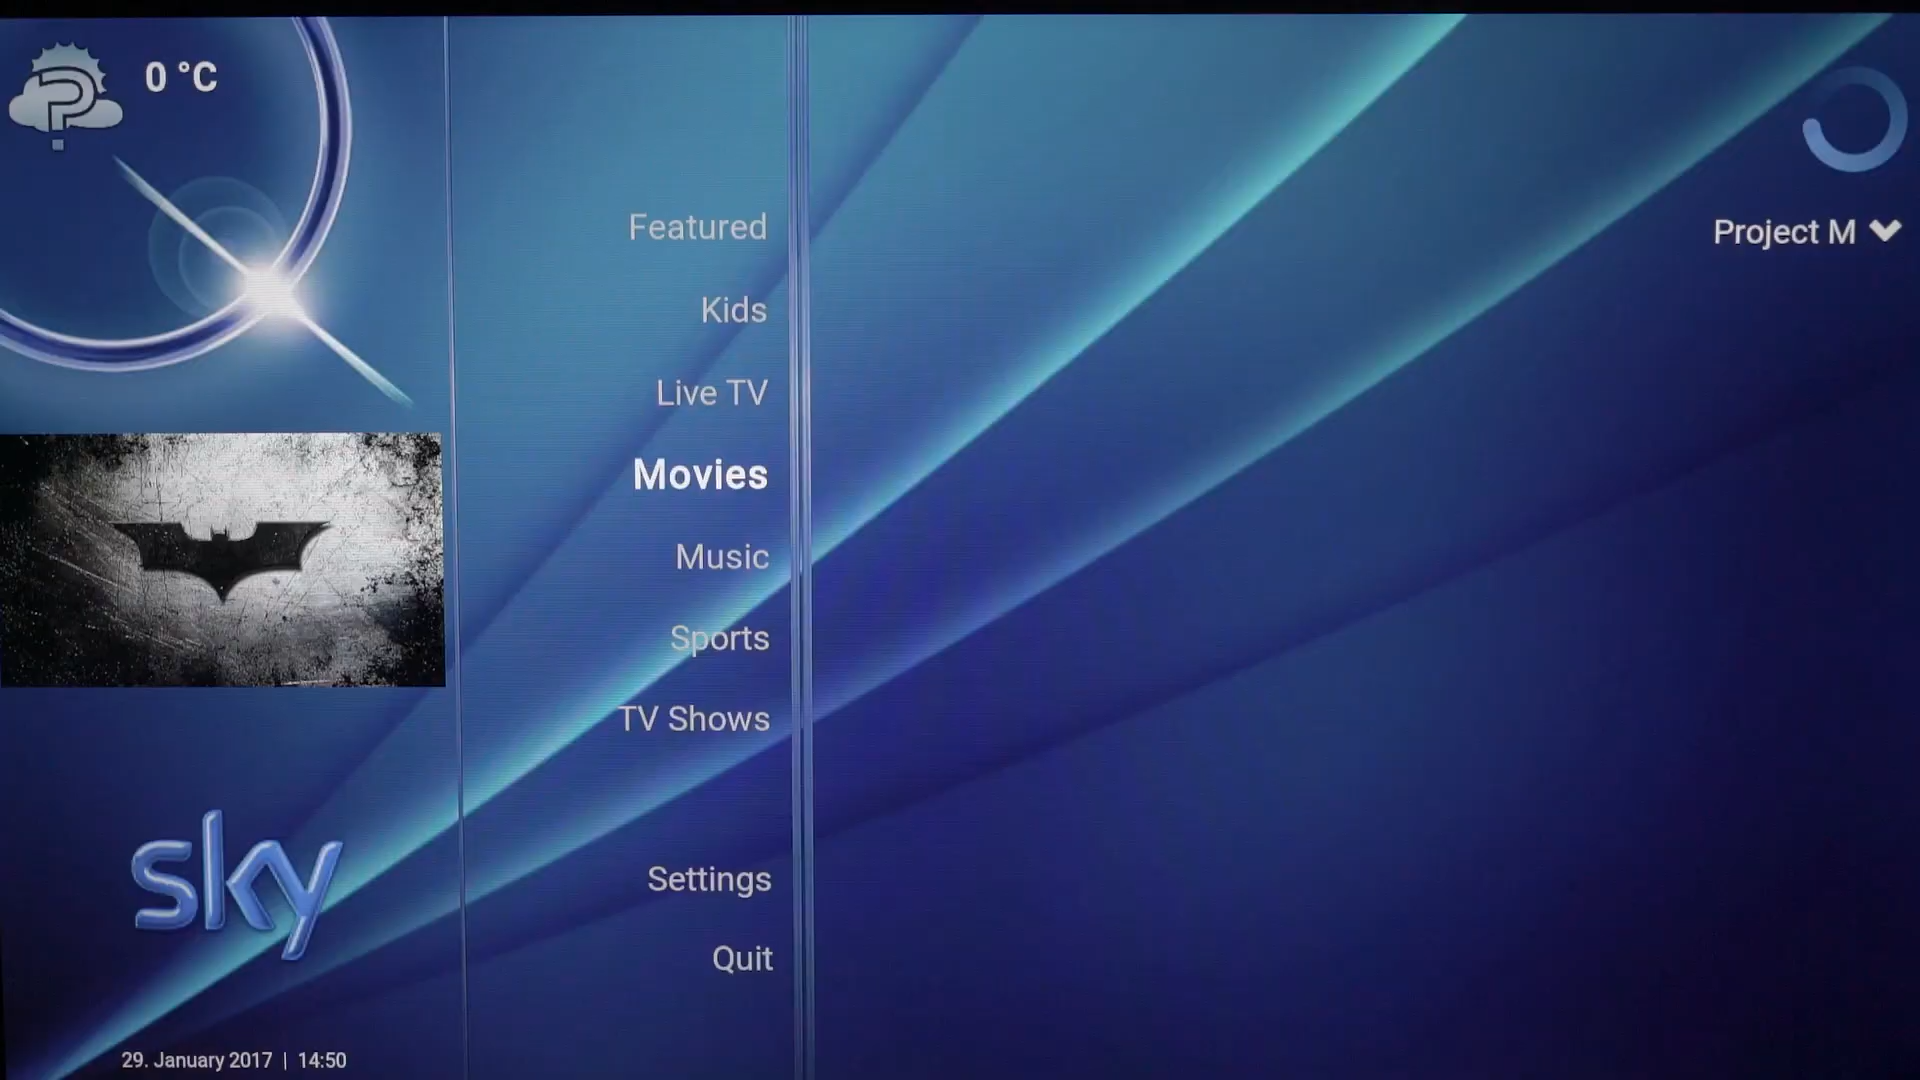 0 °C
Featured
Kids
Live TV
Movies
Music
Sports
TV Shows
Settings
Quit
Project M
sky
29. January 2017 | 14:50